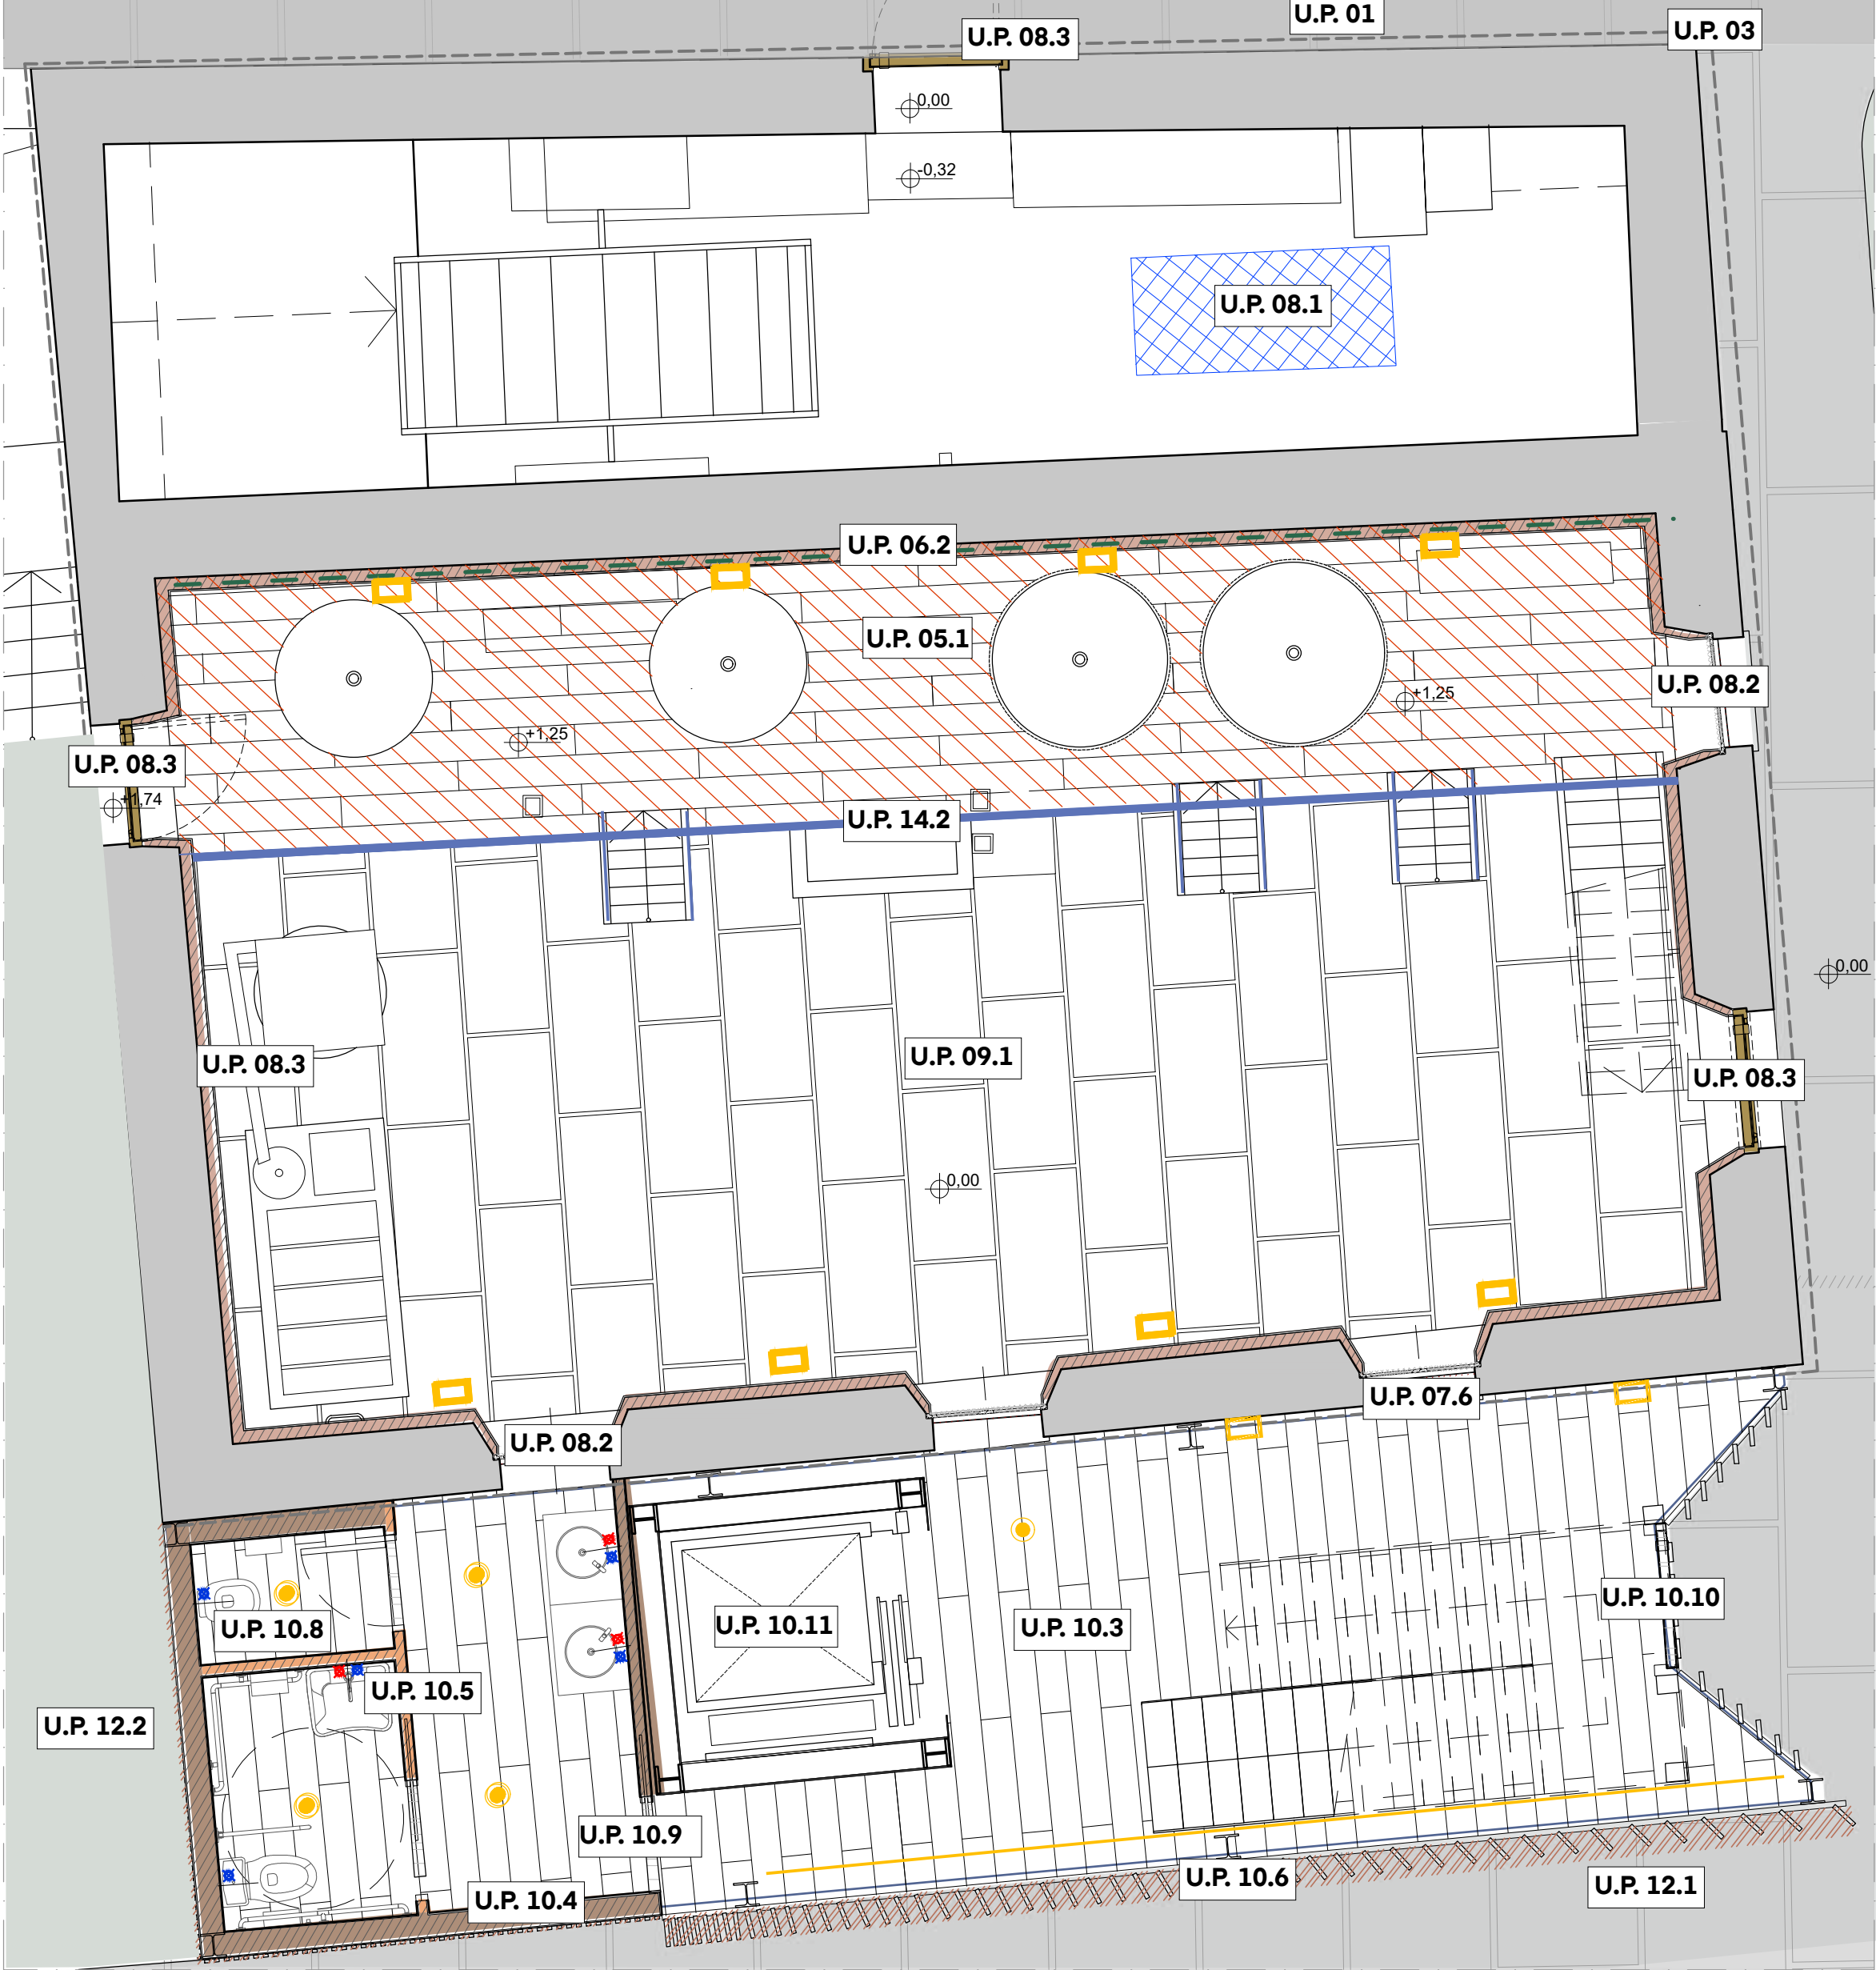 U.P. 01
U.P. 03
U.P. 08.3
0,00
-0,32
U.P. 08.1
U.P. 06.2
U.P. 05.1
U.P. 08.2
+1,25
+1,25
U.P. 08.3
+1,74
U.P. 14.2
0,00
U.P. 09.1
U.P. 08.3
U.P. 08.3
0,00
U.P. 07.6
U.P. 08.2
U.P. 10.10
U.P. 10.11
U.P. 10.3
U.P. 10.8
U.P. 10.5
U.P. 12.2
U.P. 10.9
U.P. 10.6
U.P. 12.1
U.P. 10.4